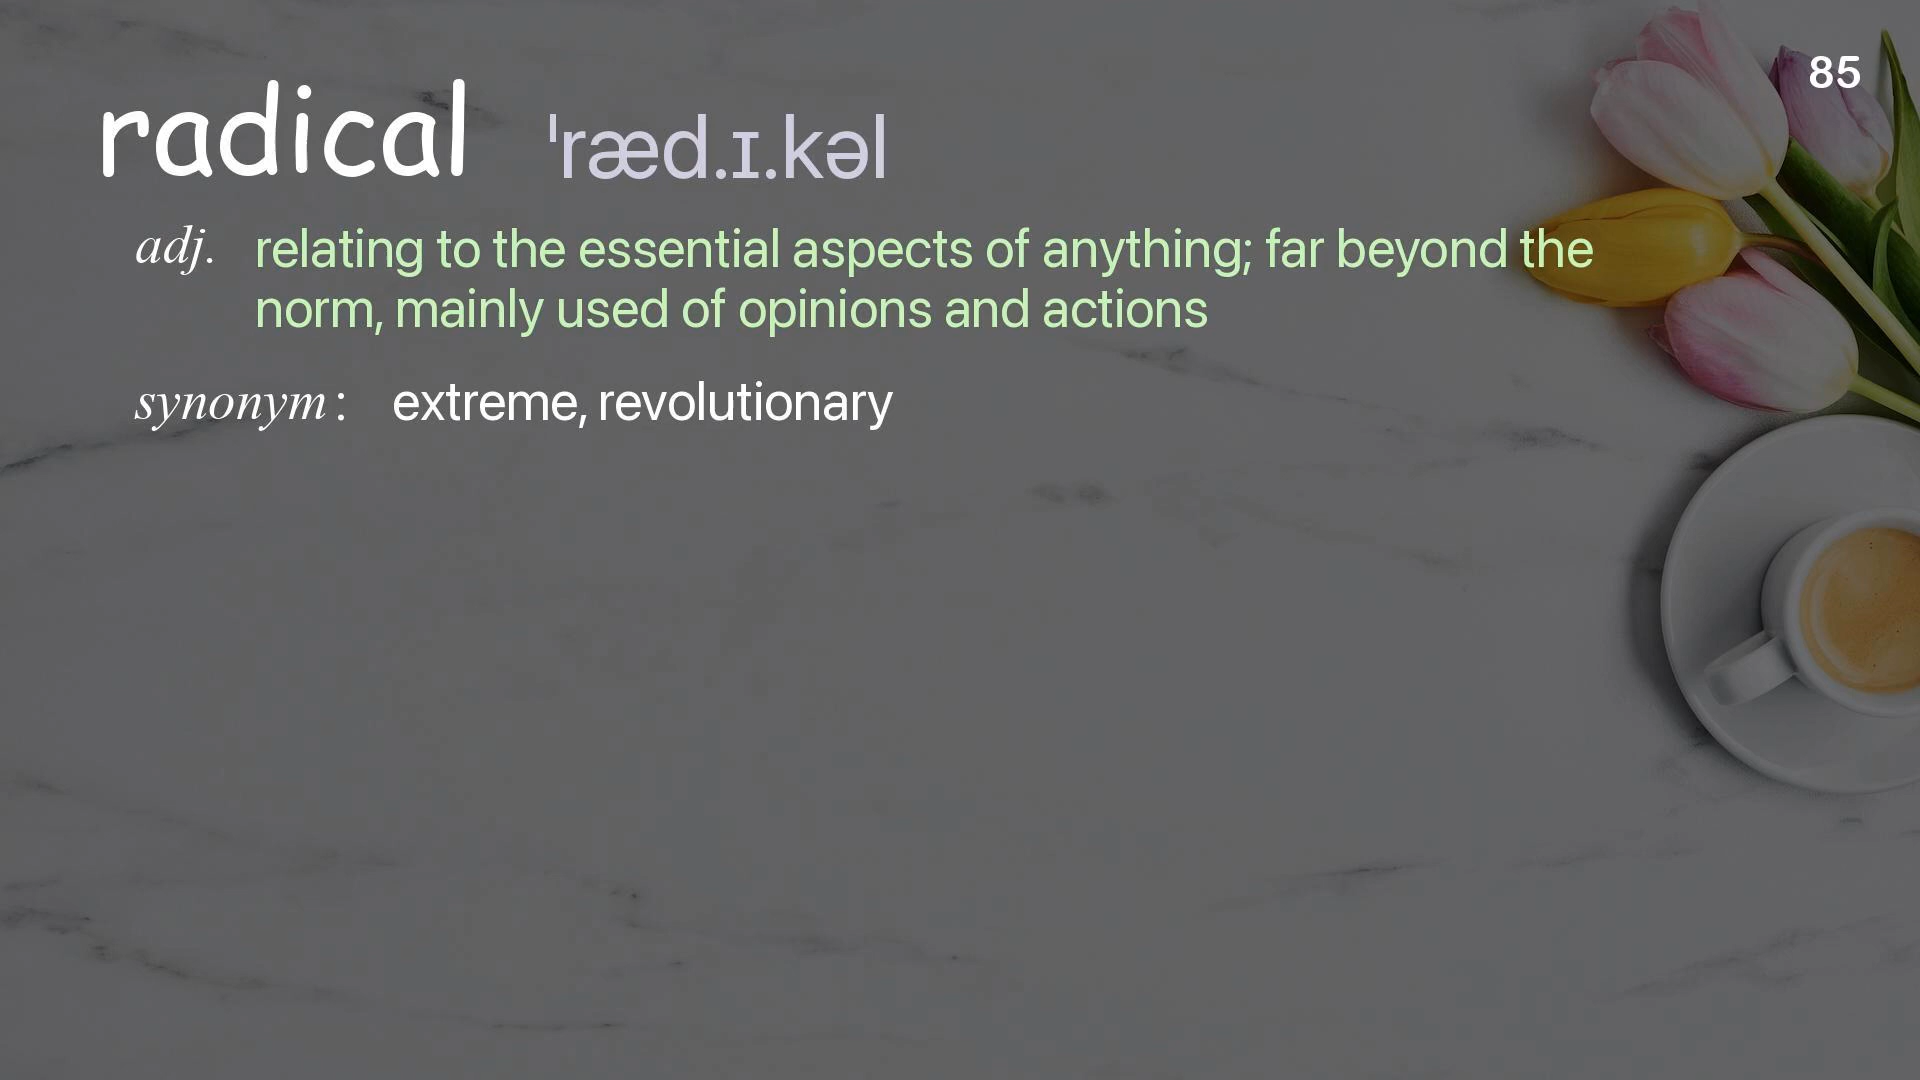 85
radical ˈræd.ɪ.kəl
adj. relating to the essential aspects of anything; far beyond the
norm, mainly used of opinions and actions
synonym : extreme, revolutionary